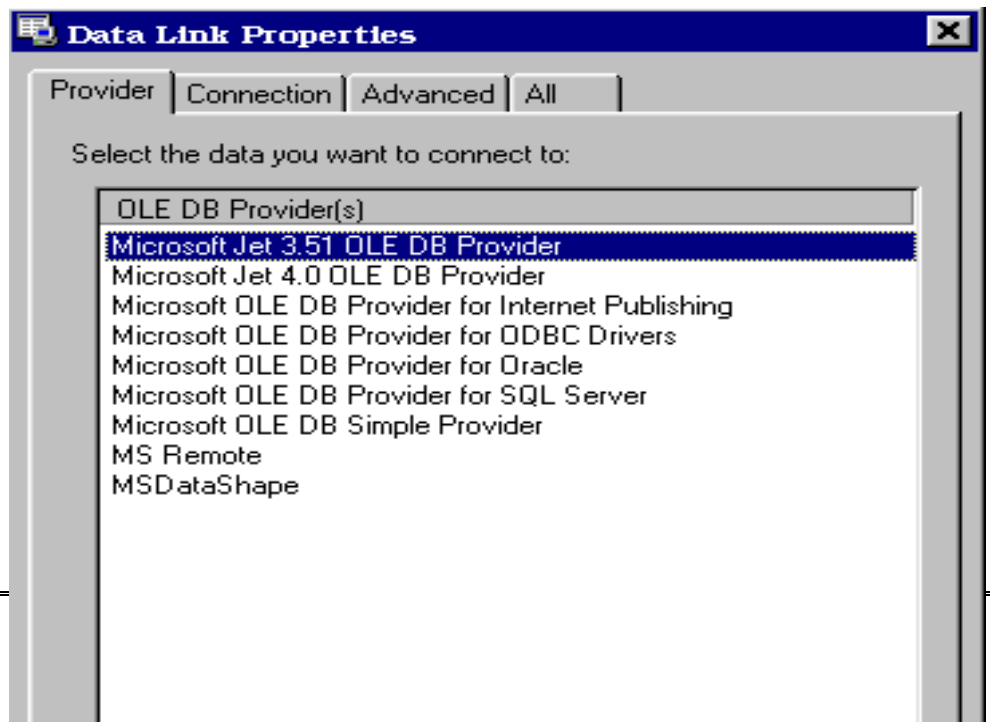 Data Link Properties
Provider Connection Advanced All
Select the data you want to connect to:
OLE DB Provider(s)
Microsoft Jet 3.51 OLE DB Provider
Microsoft Jet 4.0 OLE DB Provider
Microsoft OLE DB Provider for Internet Publishing
Microsoft OLE DB Provider for ODBC Drivers
Microsoft OLE DB Provider for Oracle
Microsoft OLE DB Provider for SQL Server
Microsoft OLE DB Simple Provider
MS Remote
MSDataShape